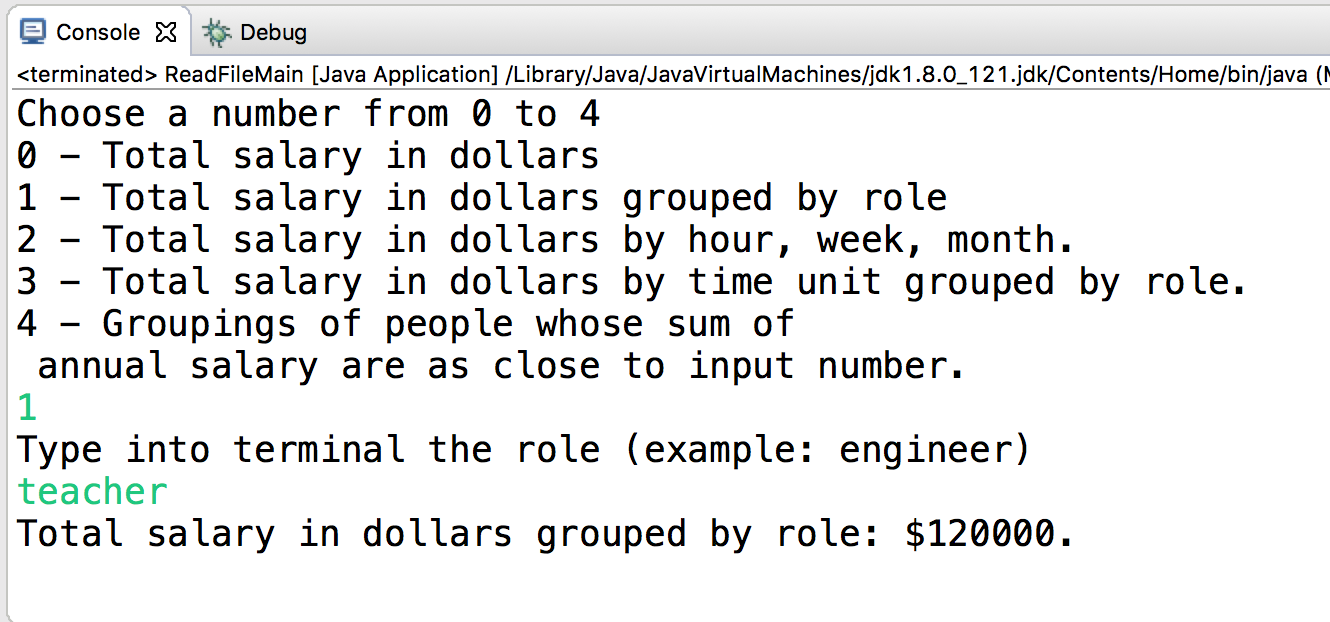 Console Debug
<terminated> ReadFileMain [Java Application] /Library/Java/JavaVirtualMachines/jdk1.8.0_121.jdk/Contents/Home/bin/java (
Choose a number from 0 to 4
0 – Total salary in dollars
1 – Total salary in dollars grouped by role
2 – Total salary in dollars by hour, week, month.
3 – Total salary in dollars by time unit grouped by role.
4 – Groupings of people whose sum of
annual salary are as close to input number.
1
Type into terminal the role (example: engineer)
teacher
Total salary in dollars grouped by role: $120000.